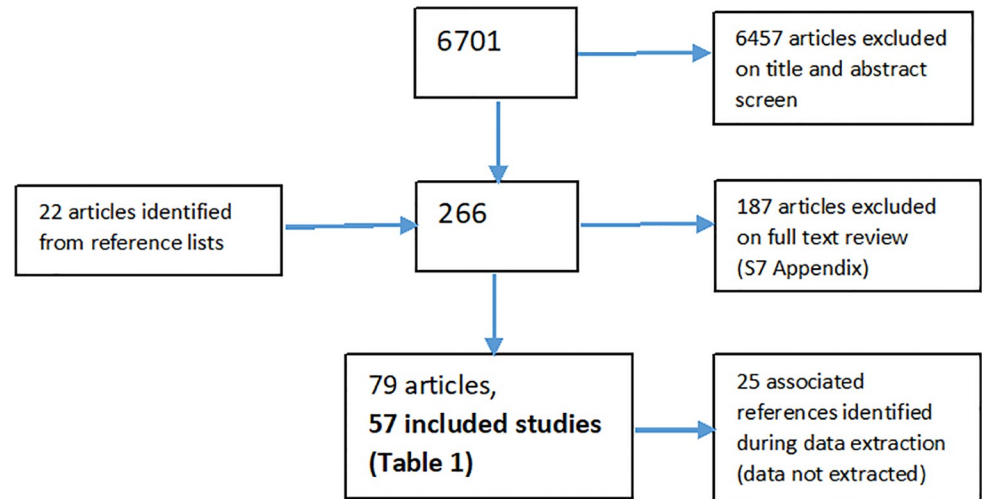 6701
6457 articles excluded
on title and abstract
screen
22 articles identified
from reference lists
266
187 articles excluded
on full text review
(S7 Appendix)
79 articles,
57 included studies
(Table 1)
25 associated
references identified
during data extraction
(data not extracted)